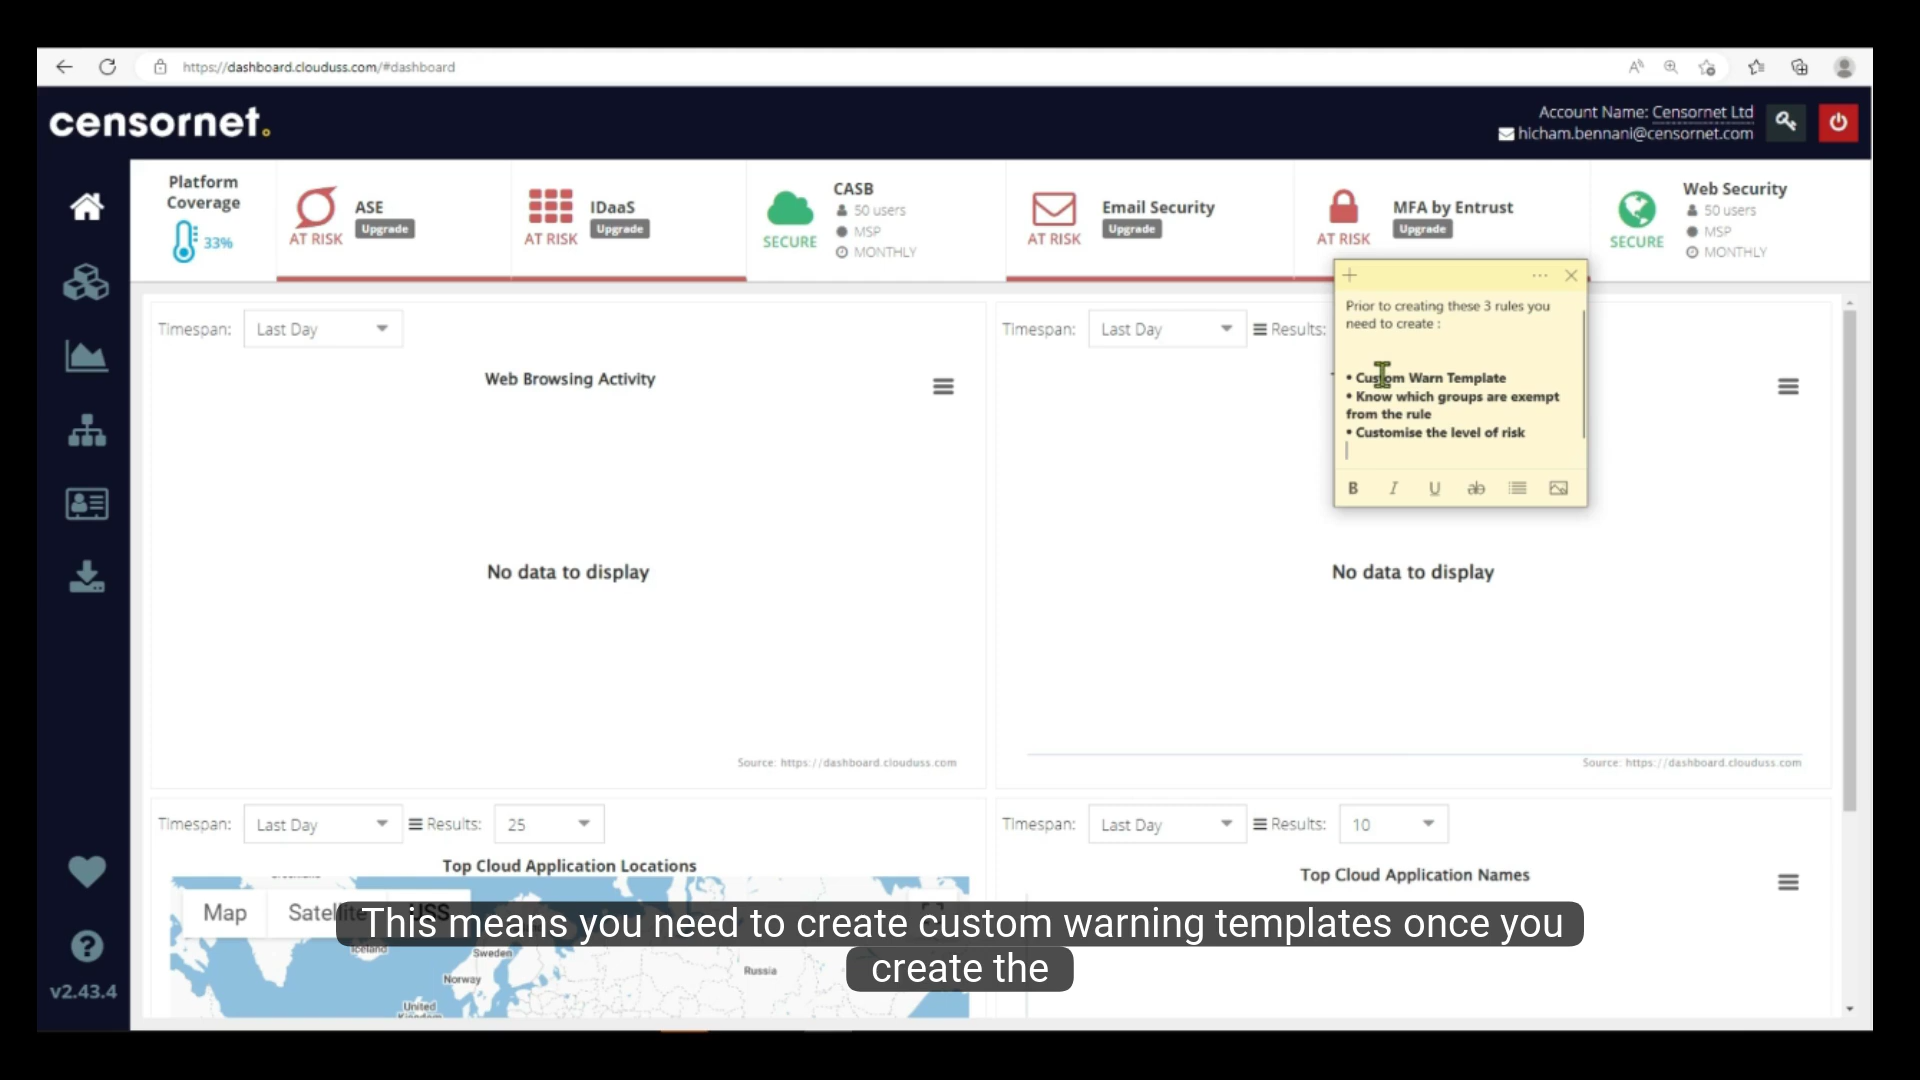 https://dashboard.clouduss.com/#dashboard
censornet.
Account Name: Censornet Ltd
hicham.bennani@censornet.com
Platform
Coverage
33%
ASE
Upgrade
AT RISK
IDaaS
Upgrade
AT RISK
CASB
50 users
MSP
MONTHLY
SECURE
Email Security
Upgrade
AT RISK
MFA by Entrust
Upgrade
AT RISK
Web Security
50 users
MSP
MONTHLY
SECURE
Prior to creating these 3 rules you
need to create :
• Custom Warn Template
• Know which groups are exempt
from the rule
• Customise the level of risk
B I U ab
Timespan: Last Day
Web Browsing Activity
No data to display
Source: https://dashboard.clouduss.com
Timespan: Last Day Results:
No data to display
Source: https://dashboard.clouduss.com
Timespan: Last Day Results: 25
Top Cloud Application Locations
Map Satellite USS
Iceland
Sweden
Norway
Russia
United
Kingdom
Timespan: Last Day Results: 10
Top Cloud Application Names
This means you need to create custom warning templates once you
create the
v2.43.4